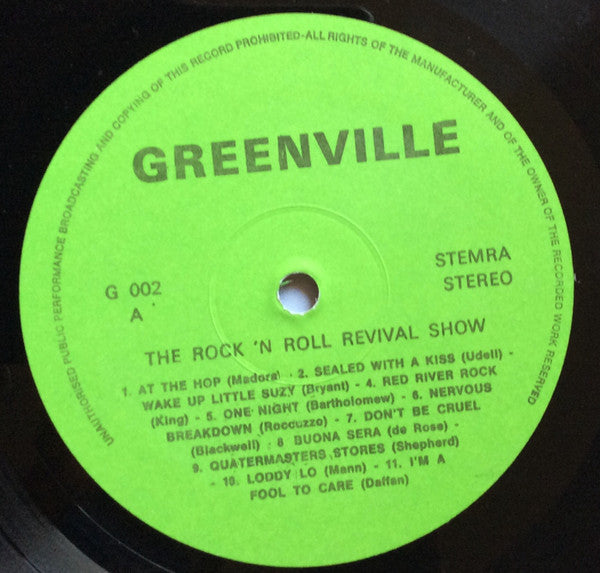 UNAUTHORISED PUBLIC PERFORMANCE BROADCASTING AND COPYING OF THIS RECORD PROHIBITED-ALL RIGHTS OF THE MANUFACTURER AND OF THE OWNER OF THE RECORDED WORK RESERVED
GREENVILLE
STEMRA
G 002 STEREO
A
THE ROCK 'N ROLL REVIVAL SHOW
1. AT THE HOP (Madora) · 2. SEALED WITH A KISS (Udell) -
WAKE UP LITTLE SUZY (Bryant) - 4. RED RIVER ROCK
(King) - 5. ONE NIGHT (Bartholomew) - 6. NERVOUS
BREAKDOWN (Roccuzzo) - 7. DON'T BE CRUEL
(Blackwell) : 8 BUONA SERA (de Rose) -
9. QUATERMASTERS STORES (Shepherd)
- 10. LODDY LO (Mann) - 11. I'M A
FOOL TO CARE (Daffan)